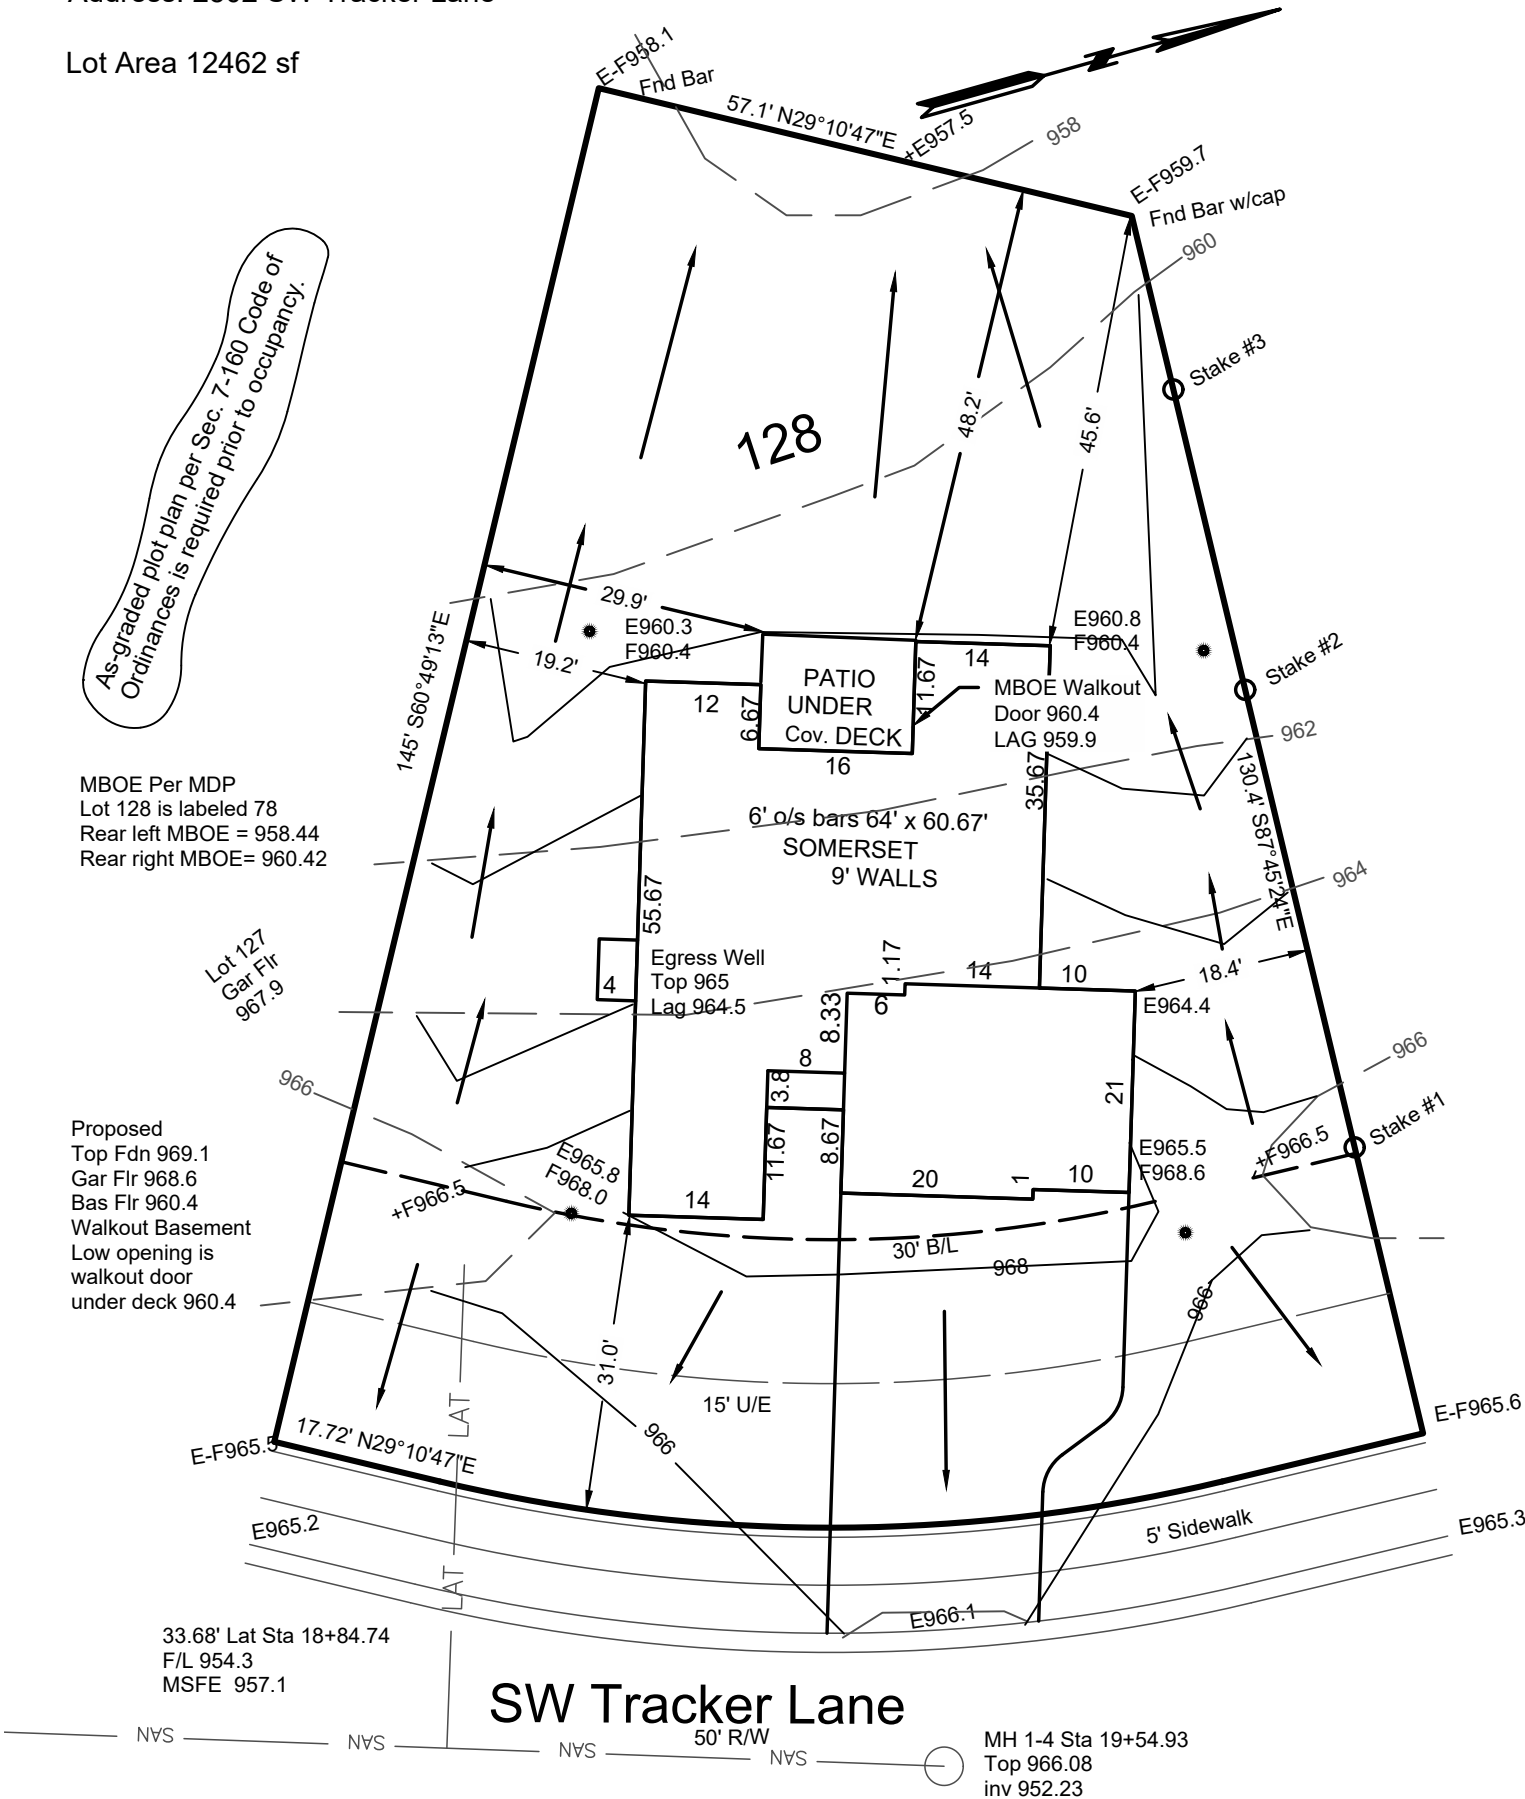 Lot Area 12462 sf
E-F958.1
Fnd Bar
57.1' N29°10'47"E
+E957.5
958
E-F959.7
Fnd Bar w/cap
960
Stake #3
As-graded plot plan per Sec. 7-160 Code of
Ordinances is required prior to occupancy.
128
48.2'
45.6'
29.9'
19.2'
E960.3
F960.4
E960.8
F960.4
145' S60°49'13"E
PATIO
UNDER
Cov. DECK
11.67
14
12
6.67
16
MBOE Walkout
Door 960.4
LAG 959.9
Stake #2
962
35.67
130.4' S87°45'24"E
MBOE Per MDP
Lot 128 is labeled 78
Rear left MBOE = 958.44
Rear right MBOE= 960.42
6' o/s bars 64' x 60.67'
SOMERSET
9' WALLS
964
55.67
Lot 127
Gar Flr
967.9
Egress Well
Top 965
Lag 964.5
4
1.17
14
10
18.4'
6
8.33
E964.4
966
966
8
3.8
21
Stake #1
Proposed
Top Fdn 969.1
Gar Flr 968.6
Bas Flr 960.4
Walkout Basement
Low opening is
walkout door
under deck 960.4
E965.8
F968.0
11.67
8.67
E965.5
F968.6
+F966.5
+F966.5
14
20
1
10
30' B/L
968
966
31.0'
15' U/E
LAT
966
E-F965.5
17.72' N29°10'47"E
E-F965.6
E965.2
5' Sidewalk
E965.3
LAT
E966.1
33.68' Lat Sta 18+84.74
F/L 954.3
MSFE 957.1
SW Tracker Lane
50' R/W
SAN
SAN
SAN
SAN
MH 1-4 Sta 19+54.93
Top 966.08
inv 952.23